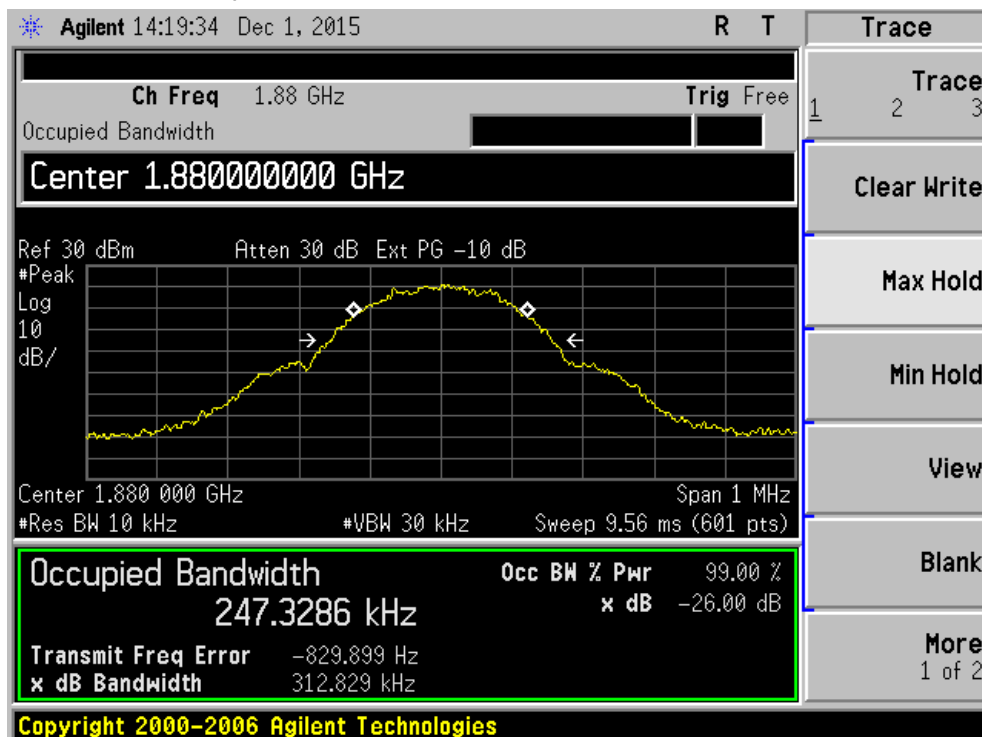 Agilent 14:19:34 Dec 1, 2015 R T
Trace
Ch Freq 1.88 GHz Trig Free
Occupied Bandwidth
Center 1.880000000 GHz
Ref 30 dBm Atten 30 dB Ext PG -10 dB
#Peak
Log
10
dB/
Center 1.880 000 GHz Span 1 MHz
#Res BW 10 kHz #VBW 30 kHz Sweep 9.56 ms (601 pts)
Occupied Bandwidth Occ BW % Pwr 99.00 %
247.3286 kHz x dB -26.00 dB
Transmit Freq Error -829.899 Hz
x dB Bandwidth 312.829 kHz
Copyright 2000-2006 Agilent Technologies
Trace
1 2 3
Clear Write
Max Hold
Min Hold
View
Blank
More
1 of 2